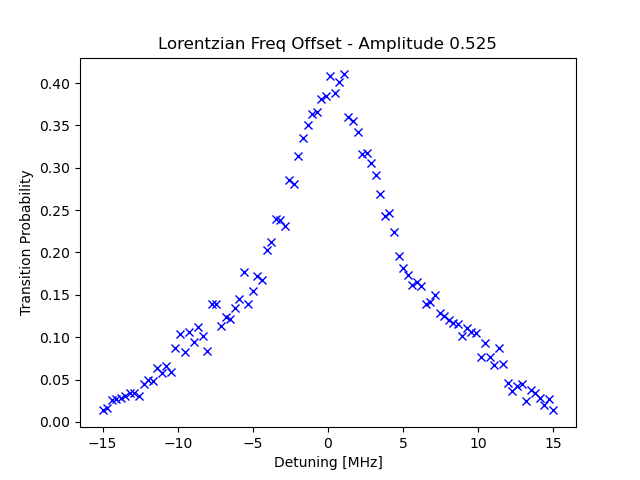 Lorentzian Freq Offset - Amplitude 0.525
Transition Probability
0.40
0.35
0.30
0.25
0.20
0.15
0.10
0.05
0.00
−15 −10 −5 0 5 10 15
Detuning [MHz]